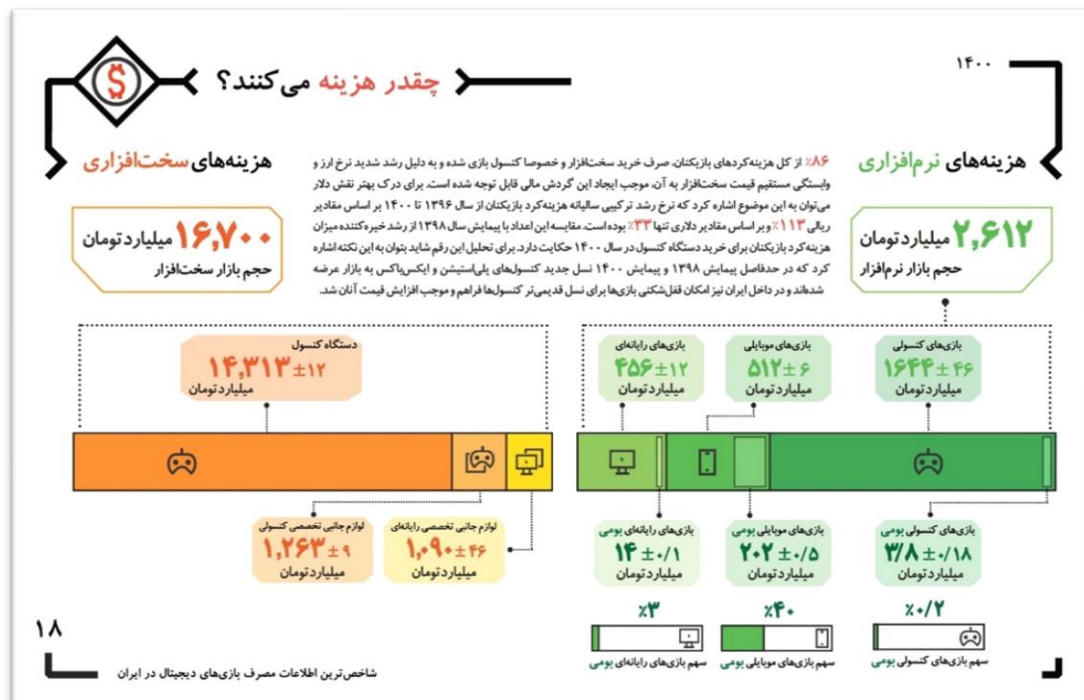 ۱۴۰۰
چقدر هزینه می‌کنند؟
هزینه‌های نرم‌افزاری
۲,۶۱۲ میلیارد تومان
حجم بازار نرم‌افزار
٪۸۶ از کل هزینه‌کردهای بازیکنان، صرف خرید سخت‌افزار و خصوصا کنسول بازی شده و به دلیل رشد شدید نرخ ارز و
وابستگی مستقیم قیمت سخت‌افزار به آن، موجب ایجاد این گردش مالی قابل توجه شده است. برای درک بهتر نقش دلار
می‌توان به این موضوع اشاره کرد که نرخ رشد ترکیبی سالیانه هزینه‌کرد بازیکنان از سال ۱۳۹۶ تا ۱۴۰۰ بر اساس مقادیر
ریالی ۱۱۳٪ و بر اساس مقادیر دلاری تنها ۳۳٪ بوده است. مقایسه این اعداد با پیمایش سال ۱۳۹۸ از رشد خیره‌کننده میزان
هزینه‌کرد بازیکنان برای خرید دستگاه کنسول در سال ۱۴۰۰ حکایت دارد. برای تحلیل این رقم شاید بتوان به این نکته اشاره
کرد که در حدفاصل پیمایش ۱۳۹۸ و پیمایش ۱۴۰۰ نسل جدید کنسول‌های پلی‌استیشن و ایکس‌باکس به بازار عرضه
شده‌اند و در داخل ایران نیز امکان قفل‌شکنی بازی‌ها برای نسل قدیمی‌تر کنسول‌ها فراهم و موجب افزایش قیمت آنان شد.
هزینه‌های سخت‌افزاری
۱۶,۷۰۰ میلیارد تومان
حجم بازار سخت‌افزار
بازی‌های کنسولی
۱۶۴۴ ± ۴۶
میلیارد تومان
بازی‌های موبایلی
۵۱۲ ± ۶
میلیارد تومان
بازی‌های رایانه‌ای
۴۵۶ ± ۱۲
میلیارد تومان
دستگاه کنسول
۱۴,۳۱۳ ± ۱۲
میلیارد تومان
بازی‌های کنسولی بومی
۳/۸ ± ۰/۱۸
میلیارد تومان
بازی‌های موبایلی بومی
۲۰۲ ± ۰/۵
میلیارد تومان
بازی‌های رایانه‌ای بومی
۱۴ ± ۰/۱
میلیارد تومان
لوازم جانبی تخصصی رایانه‌ای
۱,۰۹۰ ± ۴۶
میلیارد تومان
لوازم جانبی تخصصی کنسولی
۱,۲۶۳ ± ۹
میلیارد تومان
٪۰/۲
سهم بازی‌های کنسولی بومی
٪۴۰
سهم بازی‌های موبایلی بومی
٪۳
سهم بازی‌های رایانه‌ای بومی
۱۸
شاخص‌ترین اطلاعات مصرف بازی‌های دیجیتال در ایران